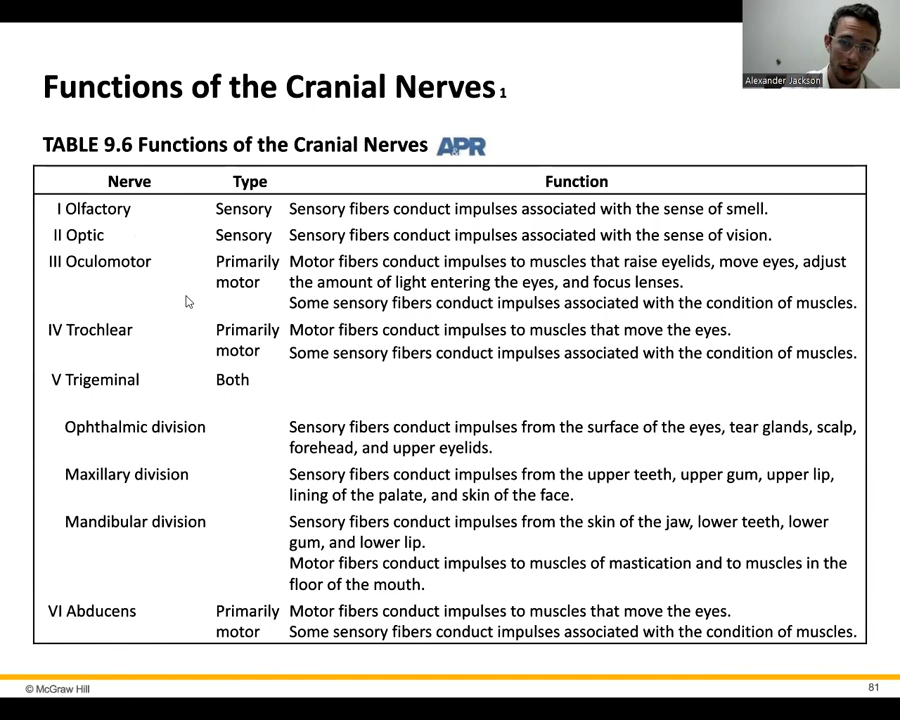 Alexander Jackson
Functions of the Cranial Nerves 1
TABLE 9.6 Functions of the Cranial Nerves A&PR
Nerve Type Function
I Olfactory Sensory Sensory fibers conduct impulses associated with the sense of smell.
II Optic Sensory Sensory fibers conduct impulses associated with the sense of vision.
III Oculomotor Primarily Motor fibers conduct impulses to muscles that raise eyelids, move eyes, adjust
motor the amount of light entering the eyes, and focus lenses.
Some sensory fibers conduct impulses associated with the condition of muscles.
IV Trochlear Primarily Motor fibers conduct impulses to muscles that move the eyes.
motor Some sensory fibers conduct impulses associated with the condition of muscles.
V Trigeminal Both
Ophthalmic division Sensory fibers conduct impulses from the surface of the eyes, tear glands, scalp,
forehead, and upper eyelids.
Maxillary division Sensory fibers conduct impulses from the upper teeth, upper gum, upper lip,
lining of the palate, and skin of the face.
Mandibular division Sensory fibers conduct impulses from the skin of the jaw, lower teeth, lower
gum, and lower lip.
Motor fibers conduct impulses to muscles of mastication and to muscles in the
floor of the mouth.
VI Abducens Primarily Motor fibers conduct impulses to muscles that move the eyes.
motor Some sensory fibers conduct impulses associated with the condition of muscles.
© McGraw Hill 81